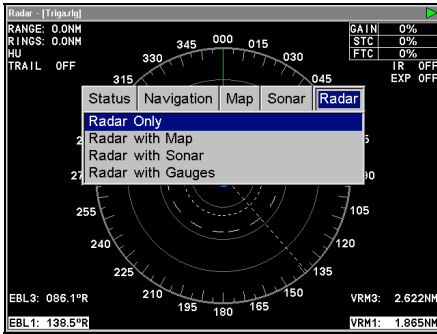 Radar - [Triga.rlg]
RANGE: 0.0NM
RINGS: 0.0NM
HU
TRAIL OFF
GAIN 0%
STC 0%
FTC 0%
IR OFF
EXP OFF
345 000 015
330 030
315 045
Status Navigation Map Sonar Radar
Radar Only
Radar with Map
Radar with Sonar
Radar with Gauges
255 105
240 120
225 135
210 150
195 180 165
EBL3: 086.1ºR
VRM3: 2.622NM
EBL1: 138.5ºR
VRM1: 1.865NM